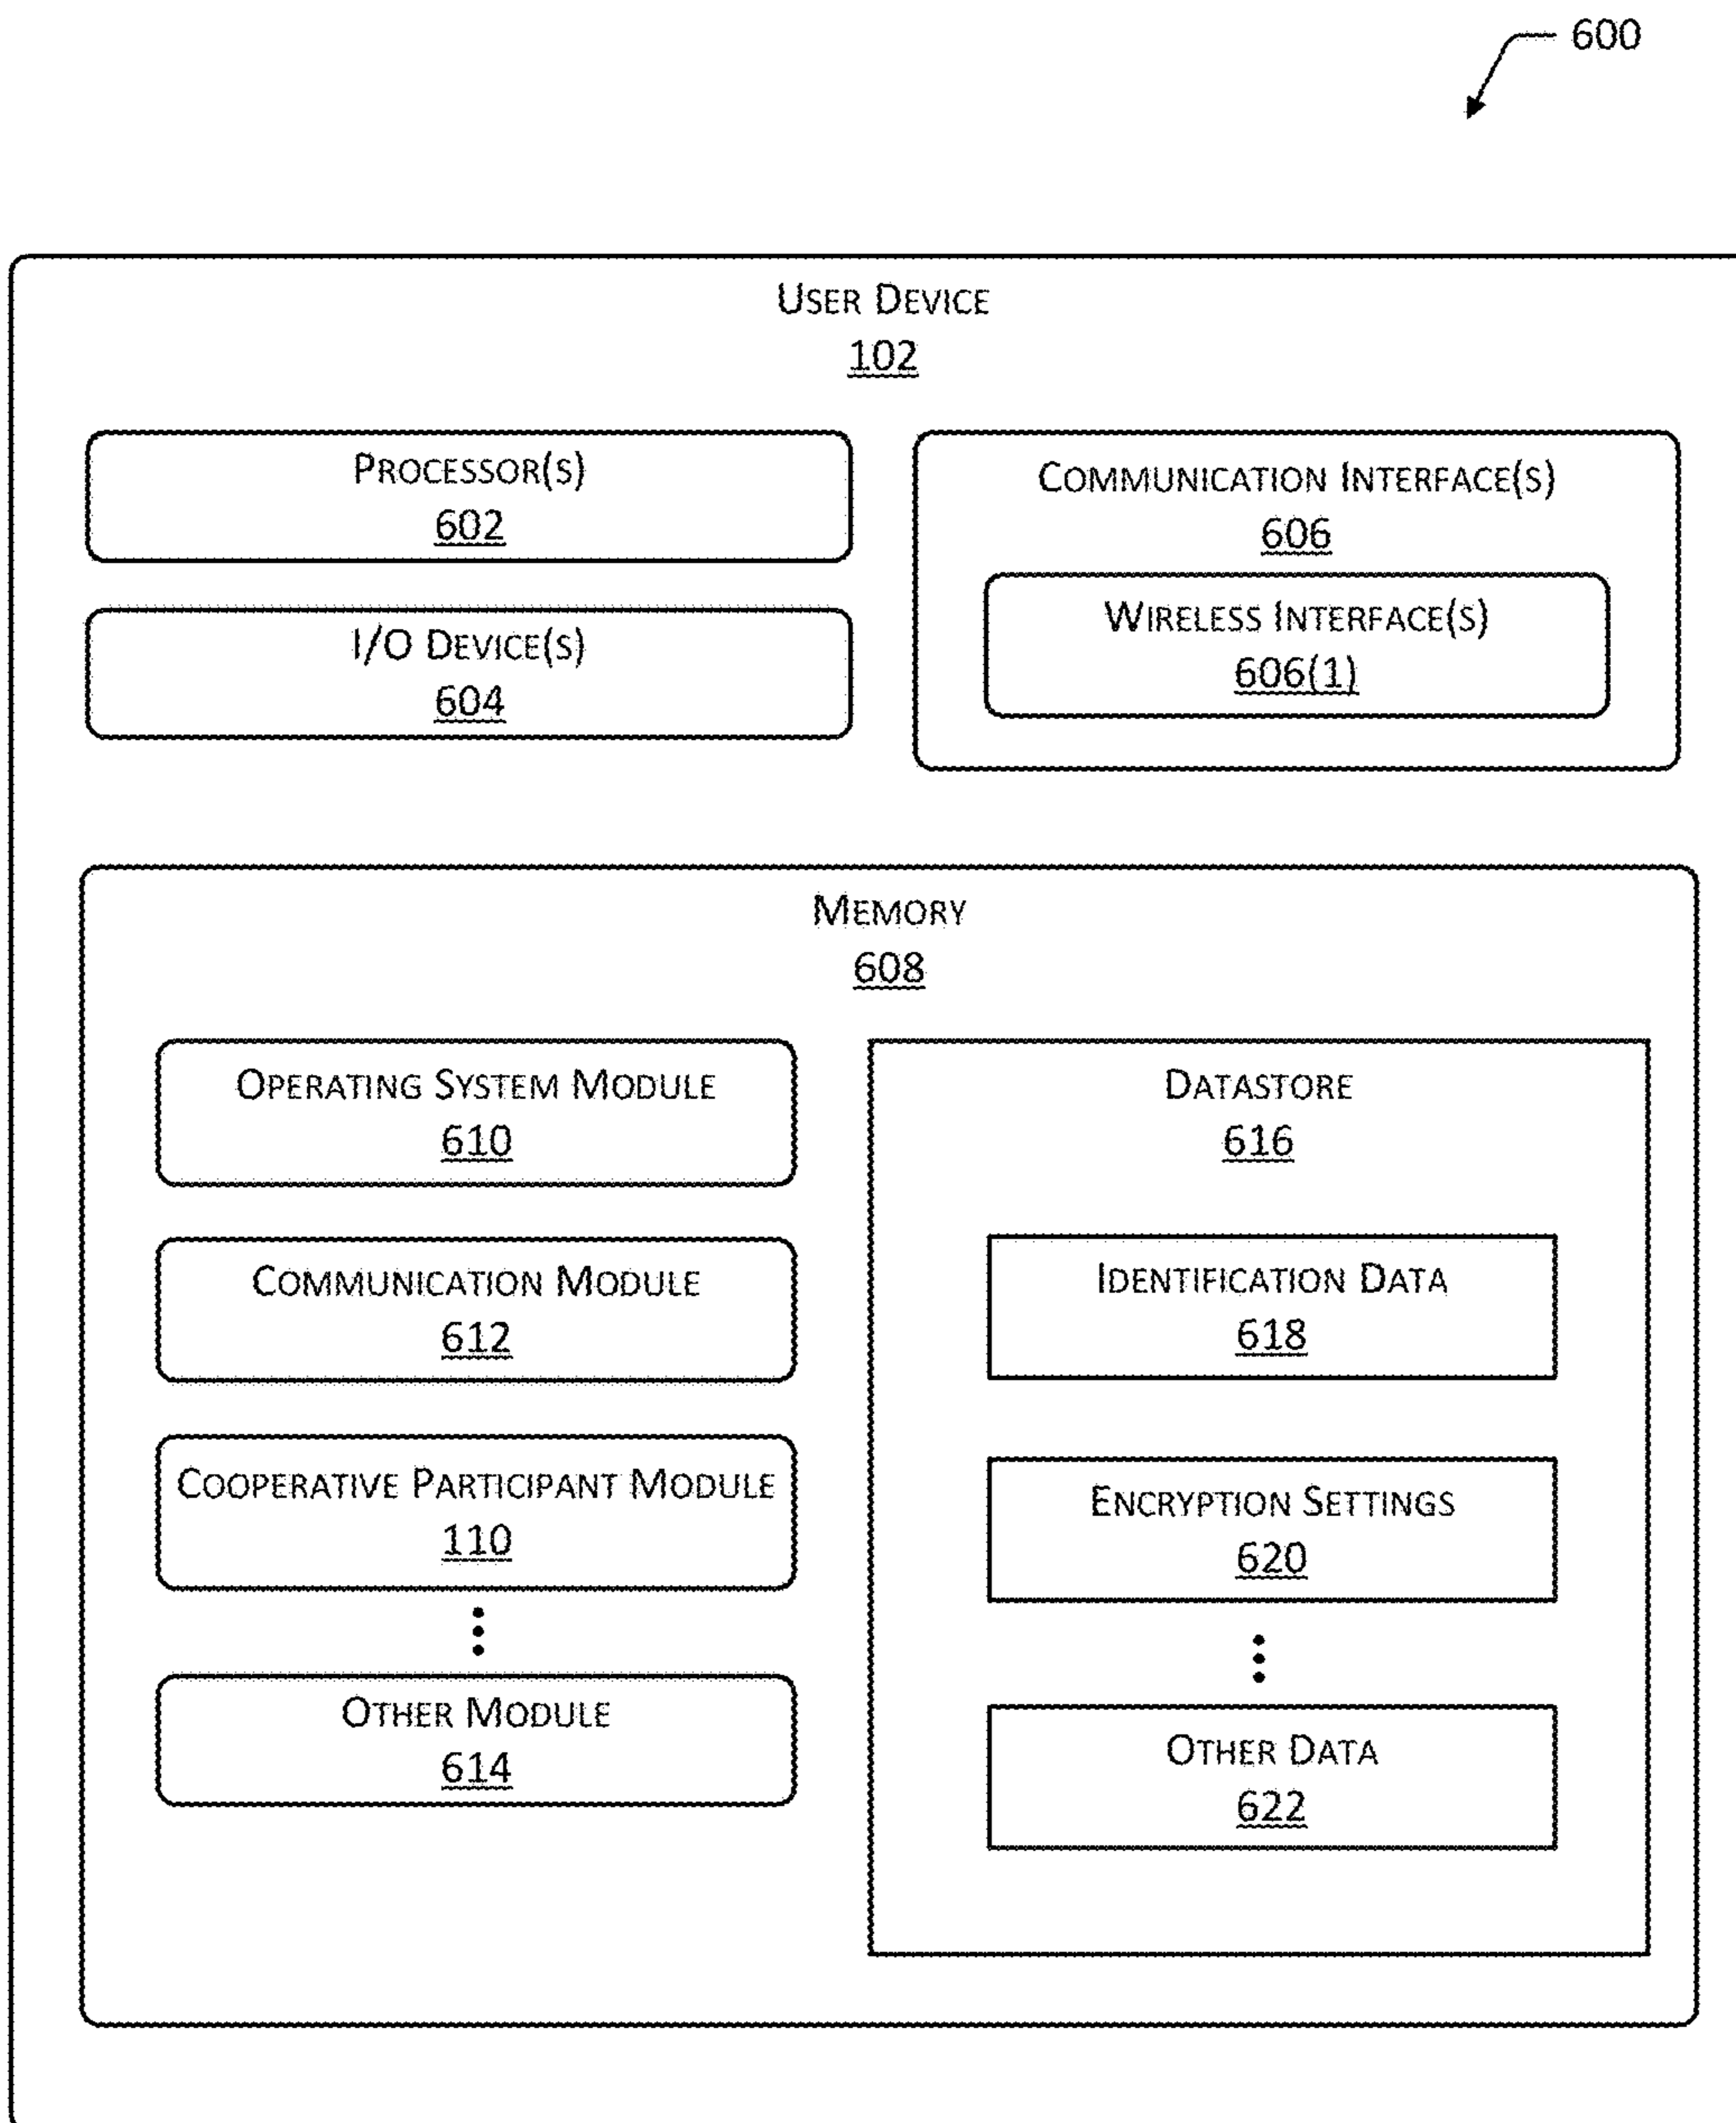 600
User Device
102
Processor(s)
602
I/O Device(s)
604
Communication Interface(s)
606
Wireless Interface(s)
606(1)
Memory
608
Operating System Module
610
Communication Module
612
Cooperative Participant Module
110
Other Module
614
Datastore
616
Identification Data
618
Encryption Settings
620
Other Data
622